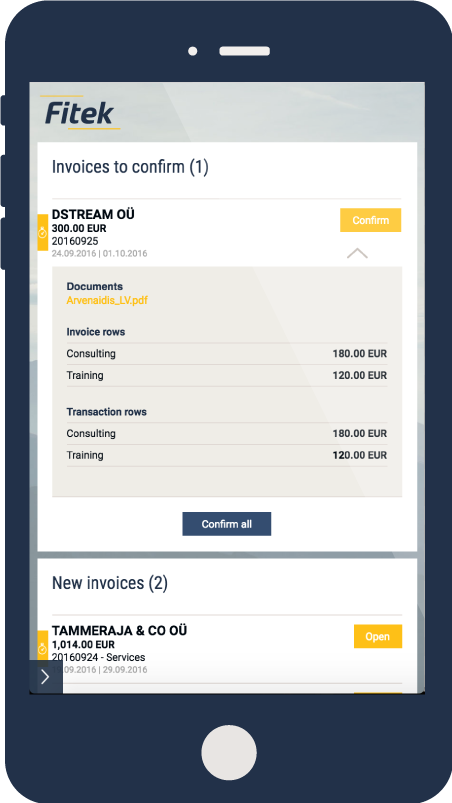 Fitek
Invoices to confirm (1)
DSTREAM OÜ
300.00 EUR
20160925
24.09.2016 | 01.10.2016
Confirm
Documents
Arvenaidis_LV.pdf
Invoice rows
Consulting 180.00 EUR
Training 120.00 EUR
Transaction rows
Consulting 180.00 EUR
Training 120.00 EUR
Confirm all
New invoices (2)
TAMMERAJA & CO OÜ
1,014.00 EUR
20160924 - Services
.09.2016 | 29.09.2016
Open